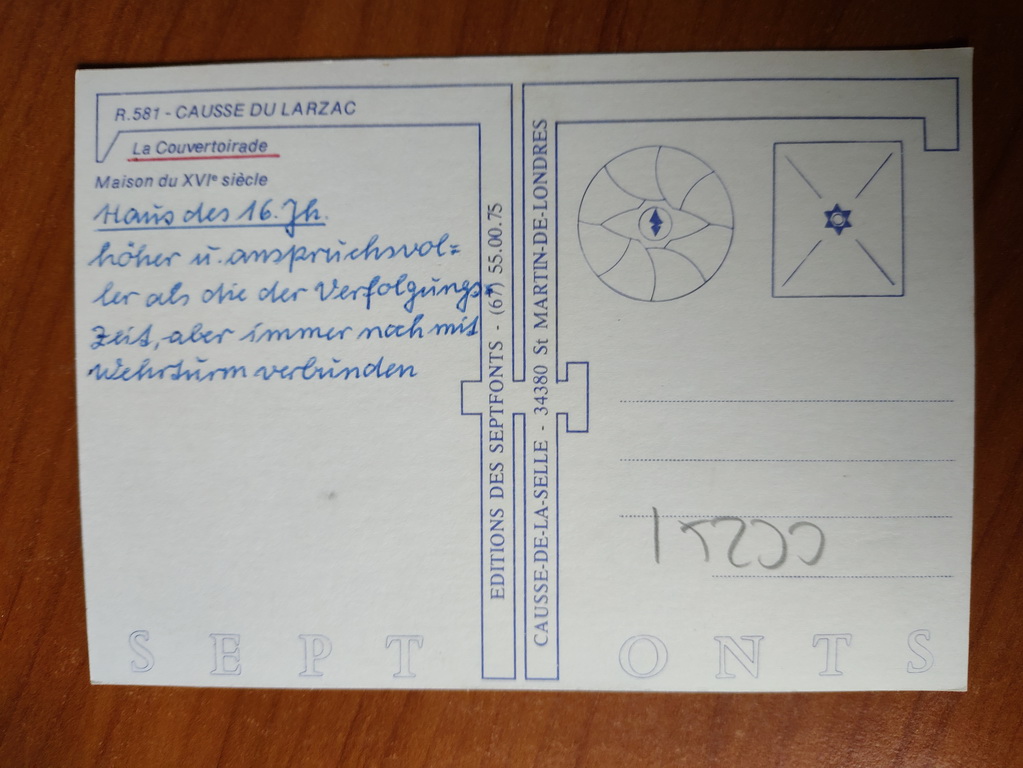 R.581 - CAUSSE DU LARZAC
La Couvertoirade
Maison du XVIe siècle
Haus des 16. Jh.
höher u. anspruchsvol=
ler als die der Verfolgungs-
Zeit, aber immer noch mit
Wehrturm verbunden
EDITIONS DES SEPTFONTS - (67) 55.00.75
CAUSSE-DE-LA-SELLE - 34380 St MARTIN-DE-LONDRES
SEPT ONTS